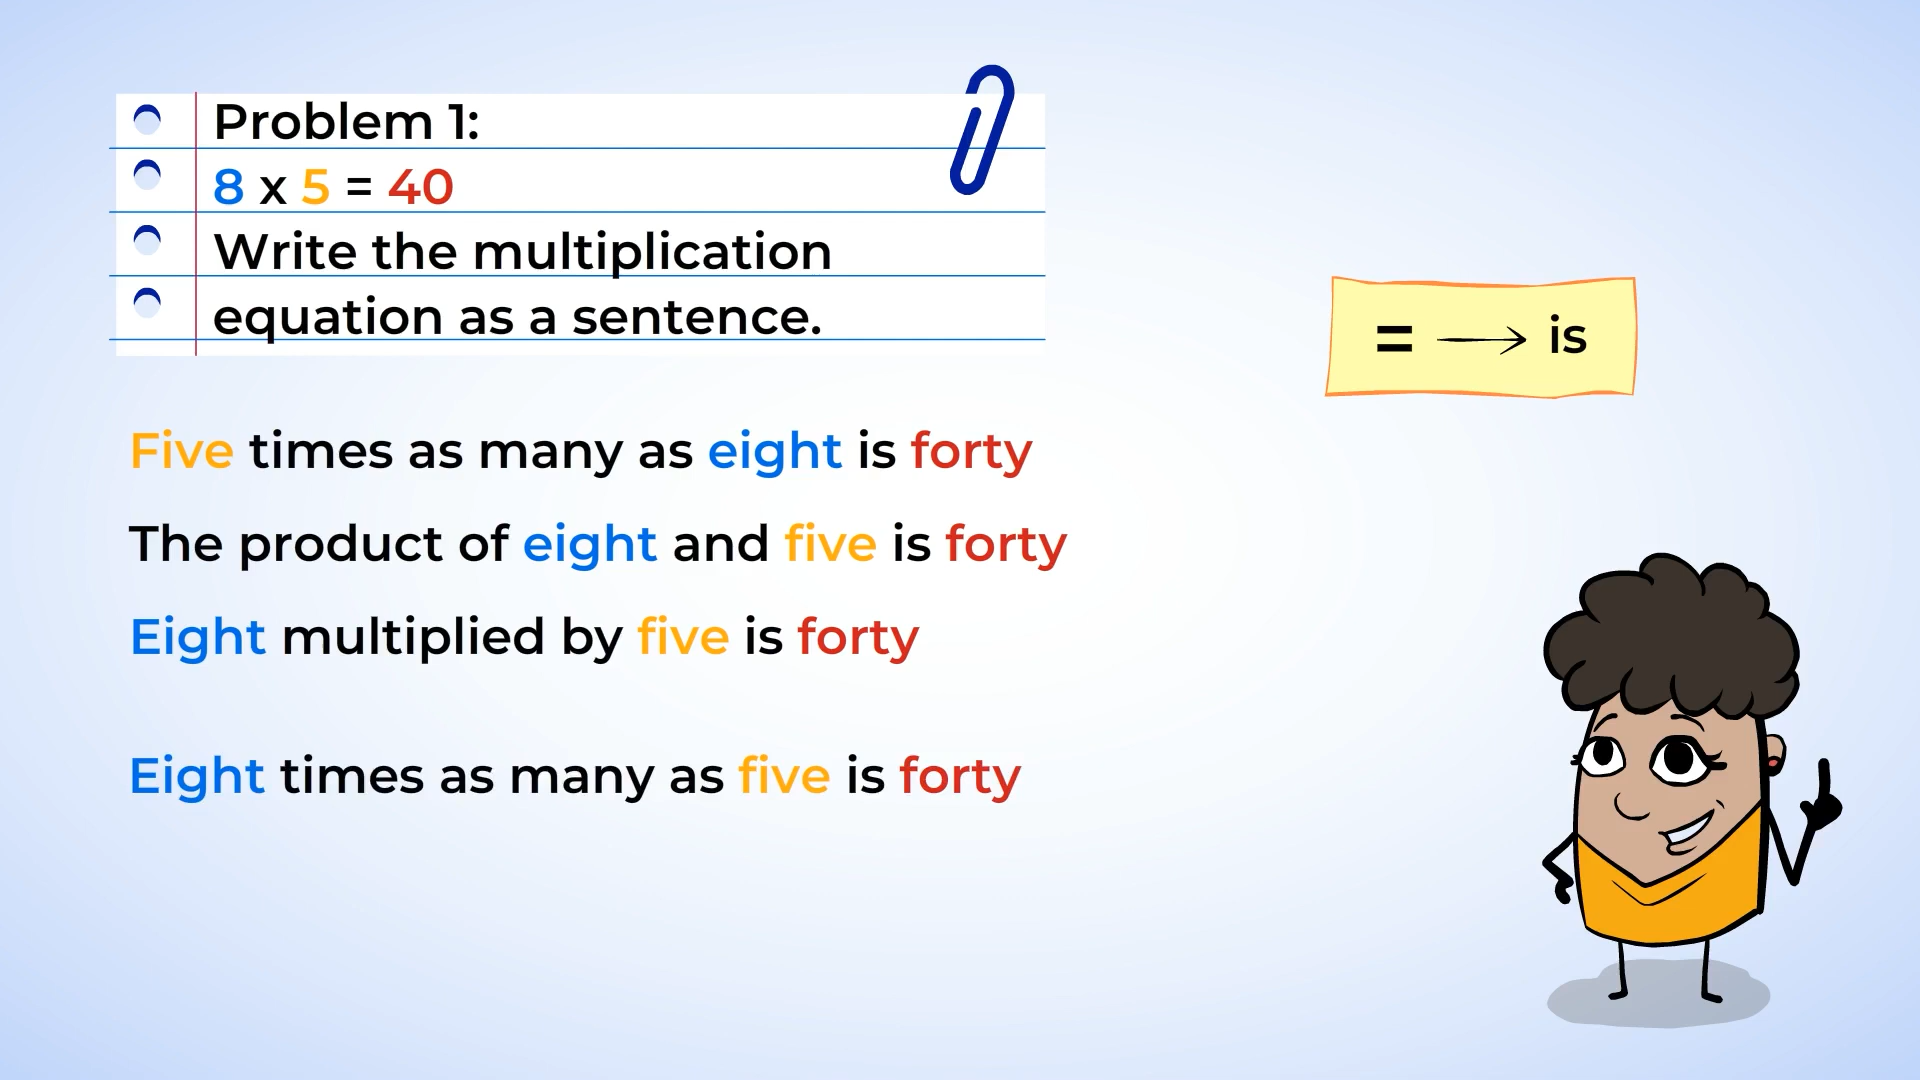 Problem 1:
8 x 5 = 40
Write the multiplication
equation as a sentence.
= → is
Five times as many as eight is forty
The product of eight and five is forty
Eight multiplied by five is forty
Eight times as many as five is forty